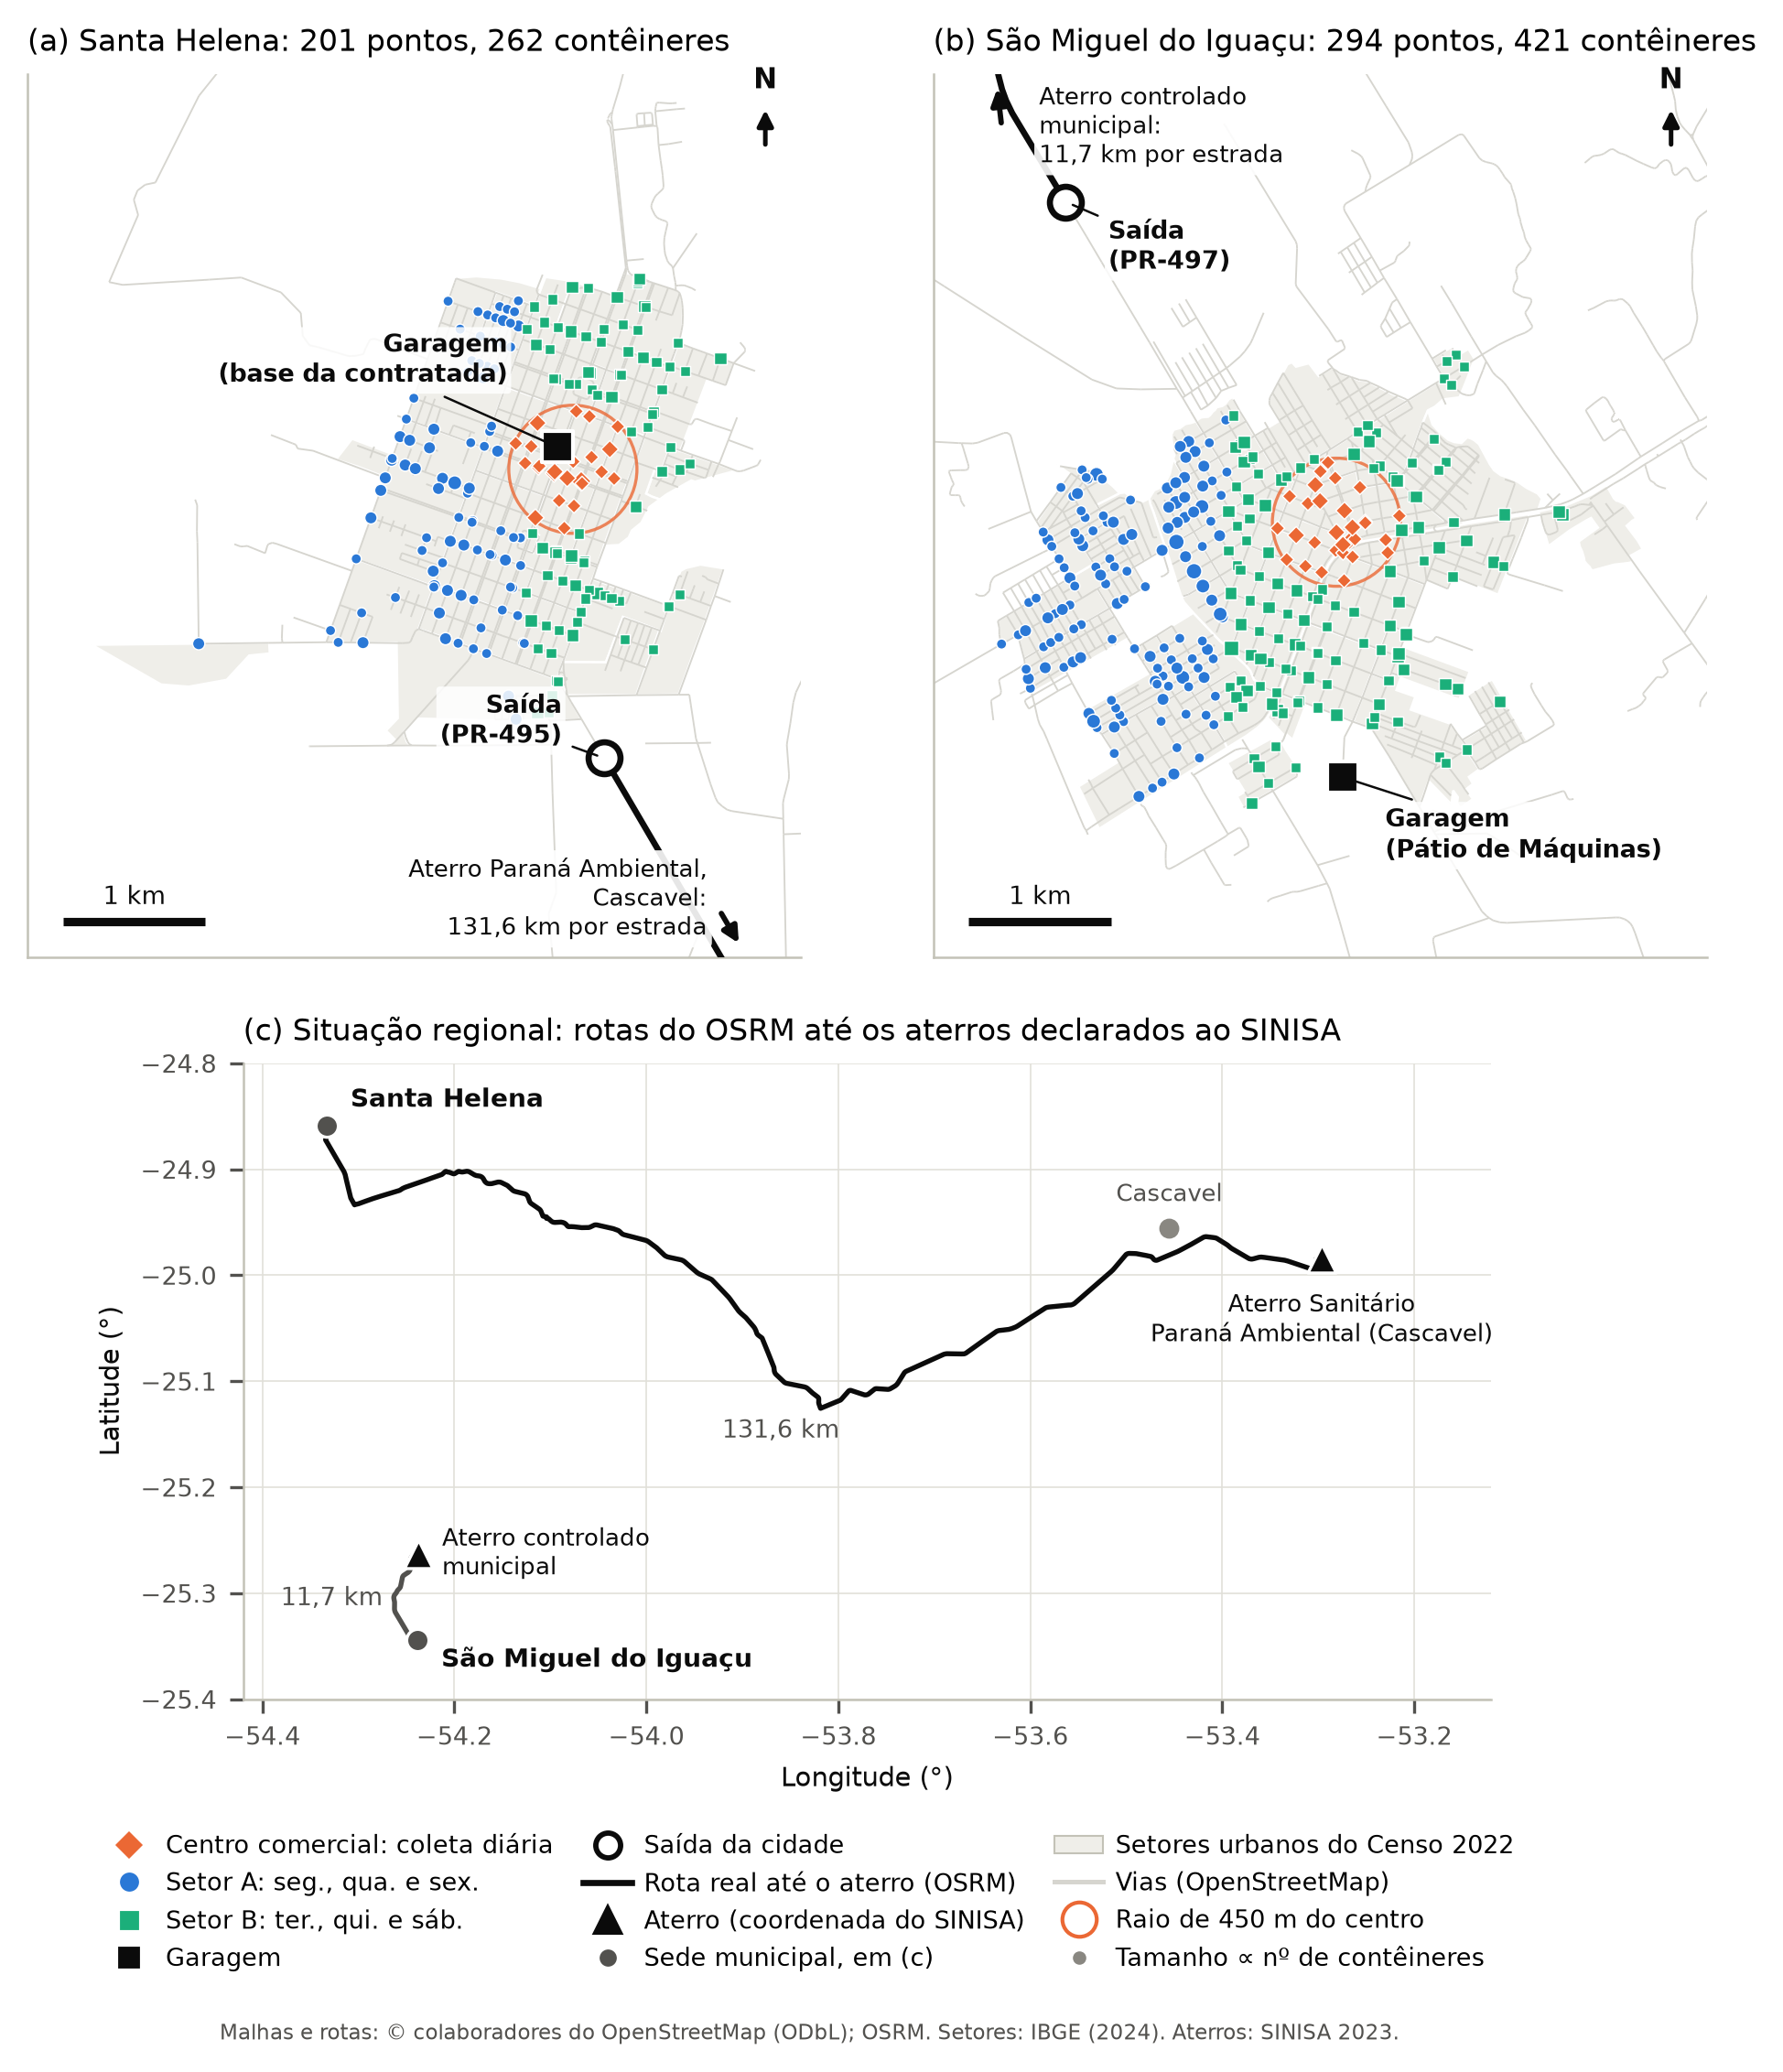 (a) Santa Helena: 201 pontos, 262 contêineres
N
Garagem
(base da contratada)
Saída
(PR-495)
Aterro Paraná Ambiental,
Cascavel:
131,6 km por estrada
1 km
(b) São Miguel do Iguaçu: 294 pontos, 421 contêineres
N
Aterro controlado
municipal:
11,7 km por estrada
Saída
(PR-497)
Garagem
(Pátio de Máquinas)
1 km
(c) Situação regional: rotas do OSRM até os aterros declarados ao SINISA
−24.8
−24.9
−25.0
−25.1
−25.2
−25.3
−25.4
Latitude (°)
Santa Helena
Cascavel
Aterro Sanitário
Paraná Ambiental (Cascavel)
131,6 km
Aterro controlado
municipal
11,7 km
São Miguel do Iguaçu
−54.4
−54.2
−54.0
−53.8
−53.6
−53.4
−53.2
Longitude (°)
Centro comercial: coleta diária
Setor A: seg., qua. e sex.
Setor B: ter., qui. e sáb.
Garagem
Saída da cidade
Rota real até o aterro (OSRM)
Aterro (coordenada do SINISA)
Sede municipal, em (c)
Setores urbanos do Censo 2022
Vias (OpenStreetMap)
Raio de 450 m do centro
Tamanho ∝ nº de contêineres
Malhas e rotas: © colaboradores do OpenStreetMap (ODbL); OSRM. Setores: IBGE (2024). Aterros: SINISA 2023.